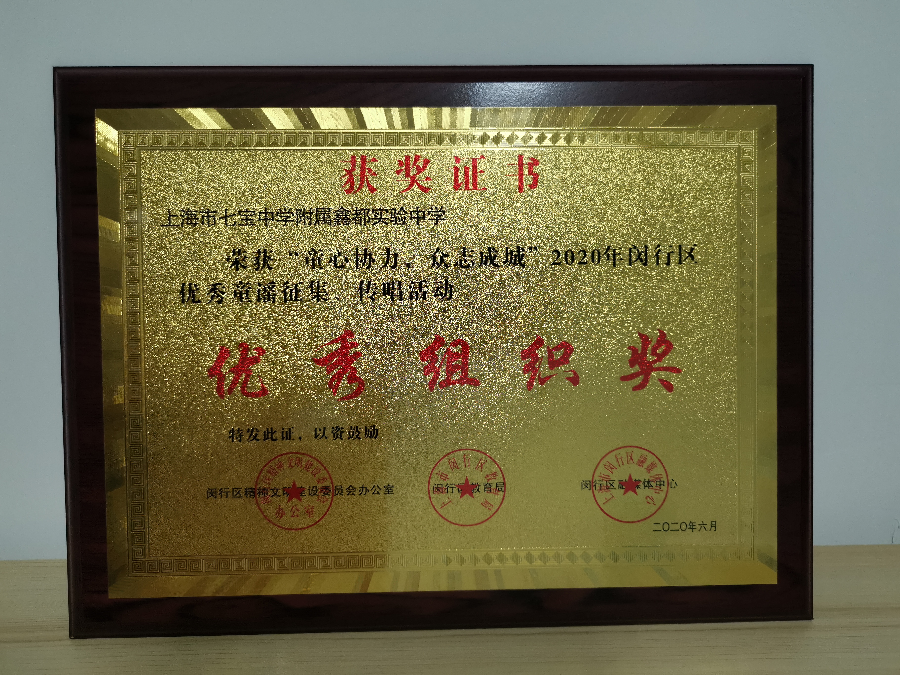 获奖证书
上海市七宝中学附属鑫都实验中学
荣获“童心协力、众志成城”2020年闵行区
优秀童谣征集、传唱活动
优秀组织奖
特发此证，以资鼓励
闵行区精神文明建设委员会办公室 闵行区教育局 闵行区融媒体中心
二〇二〇年六月